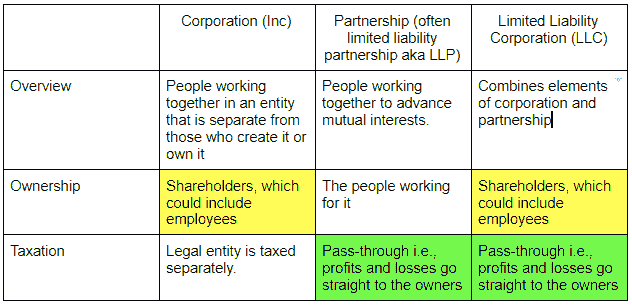 Corporation (Inc)
Partnership (often
limited liability
partnership aka LLP)
Limited Liability
Corporation (LLC)
Overview
People working
together in an entity
that is separate from
those who create it or
own it
People working
together to advance
mutual interests.
Combines elements
of corporation and
partnership
Ownership
Shareholders, which
could include
employees
The people working
for it
Shareholders, which
could include
employees
Taxation
Legal entity is taxed
separately.
Pass-through i.e.,
profits and losses go
straight to the owners
Pass-through i.e.,
profits and losses go
straight to the owners